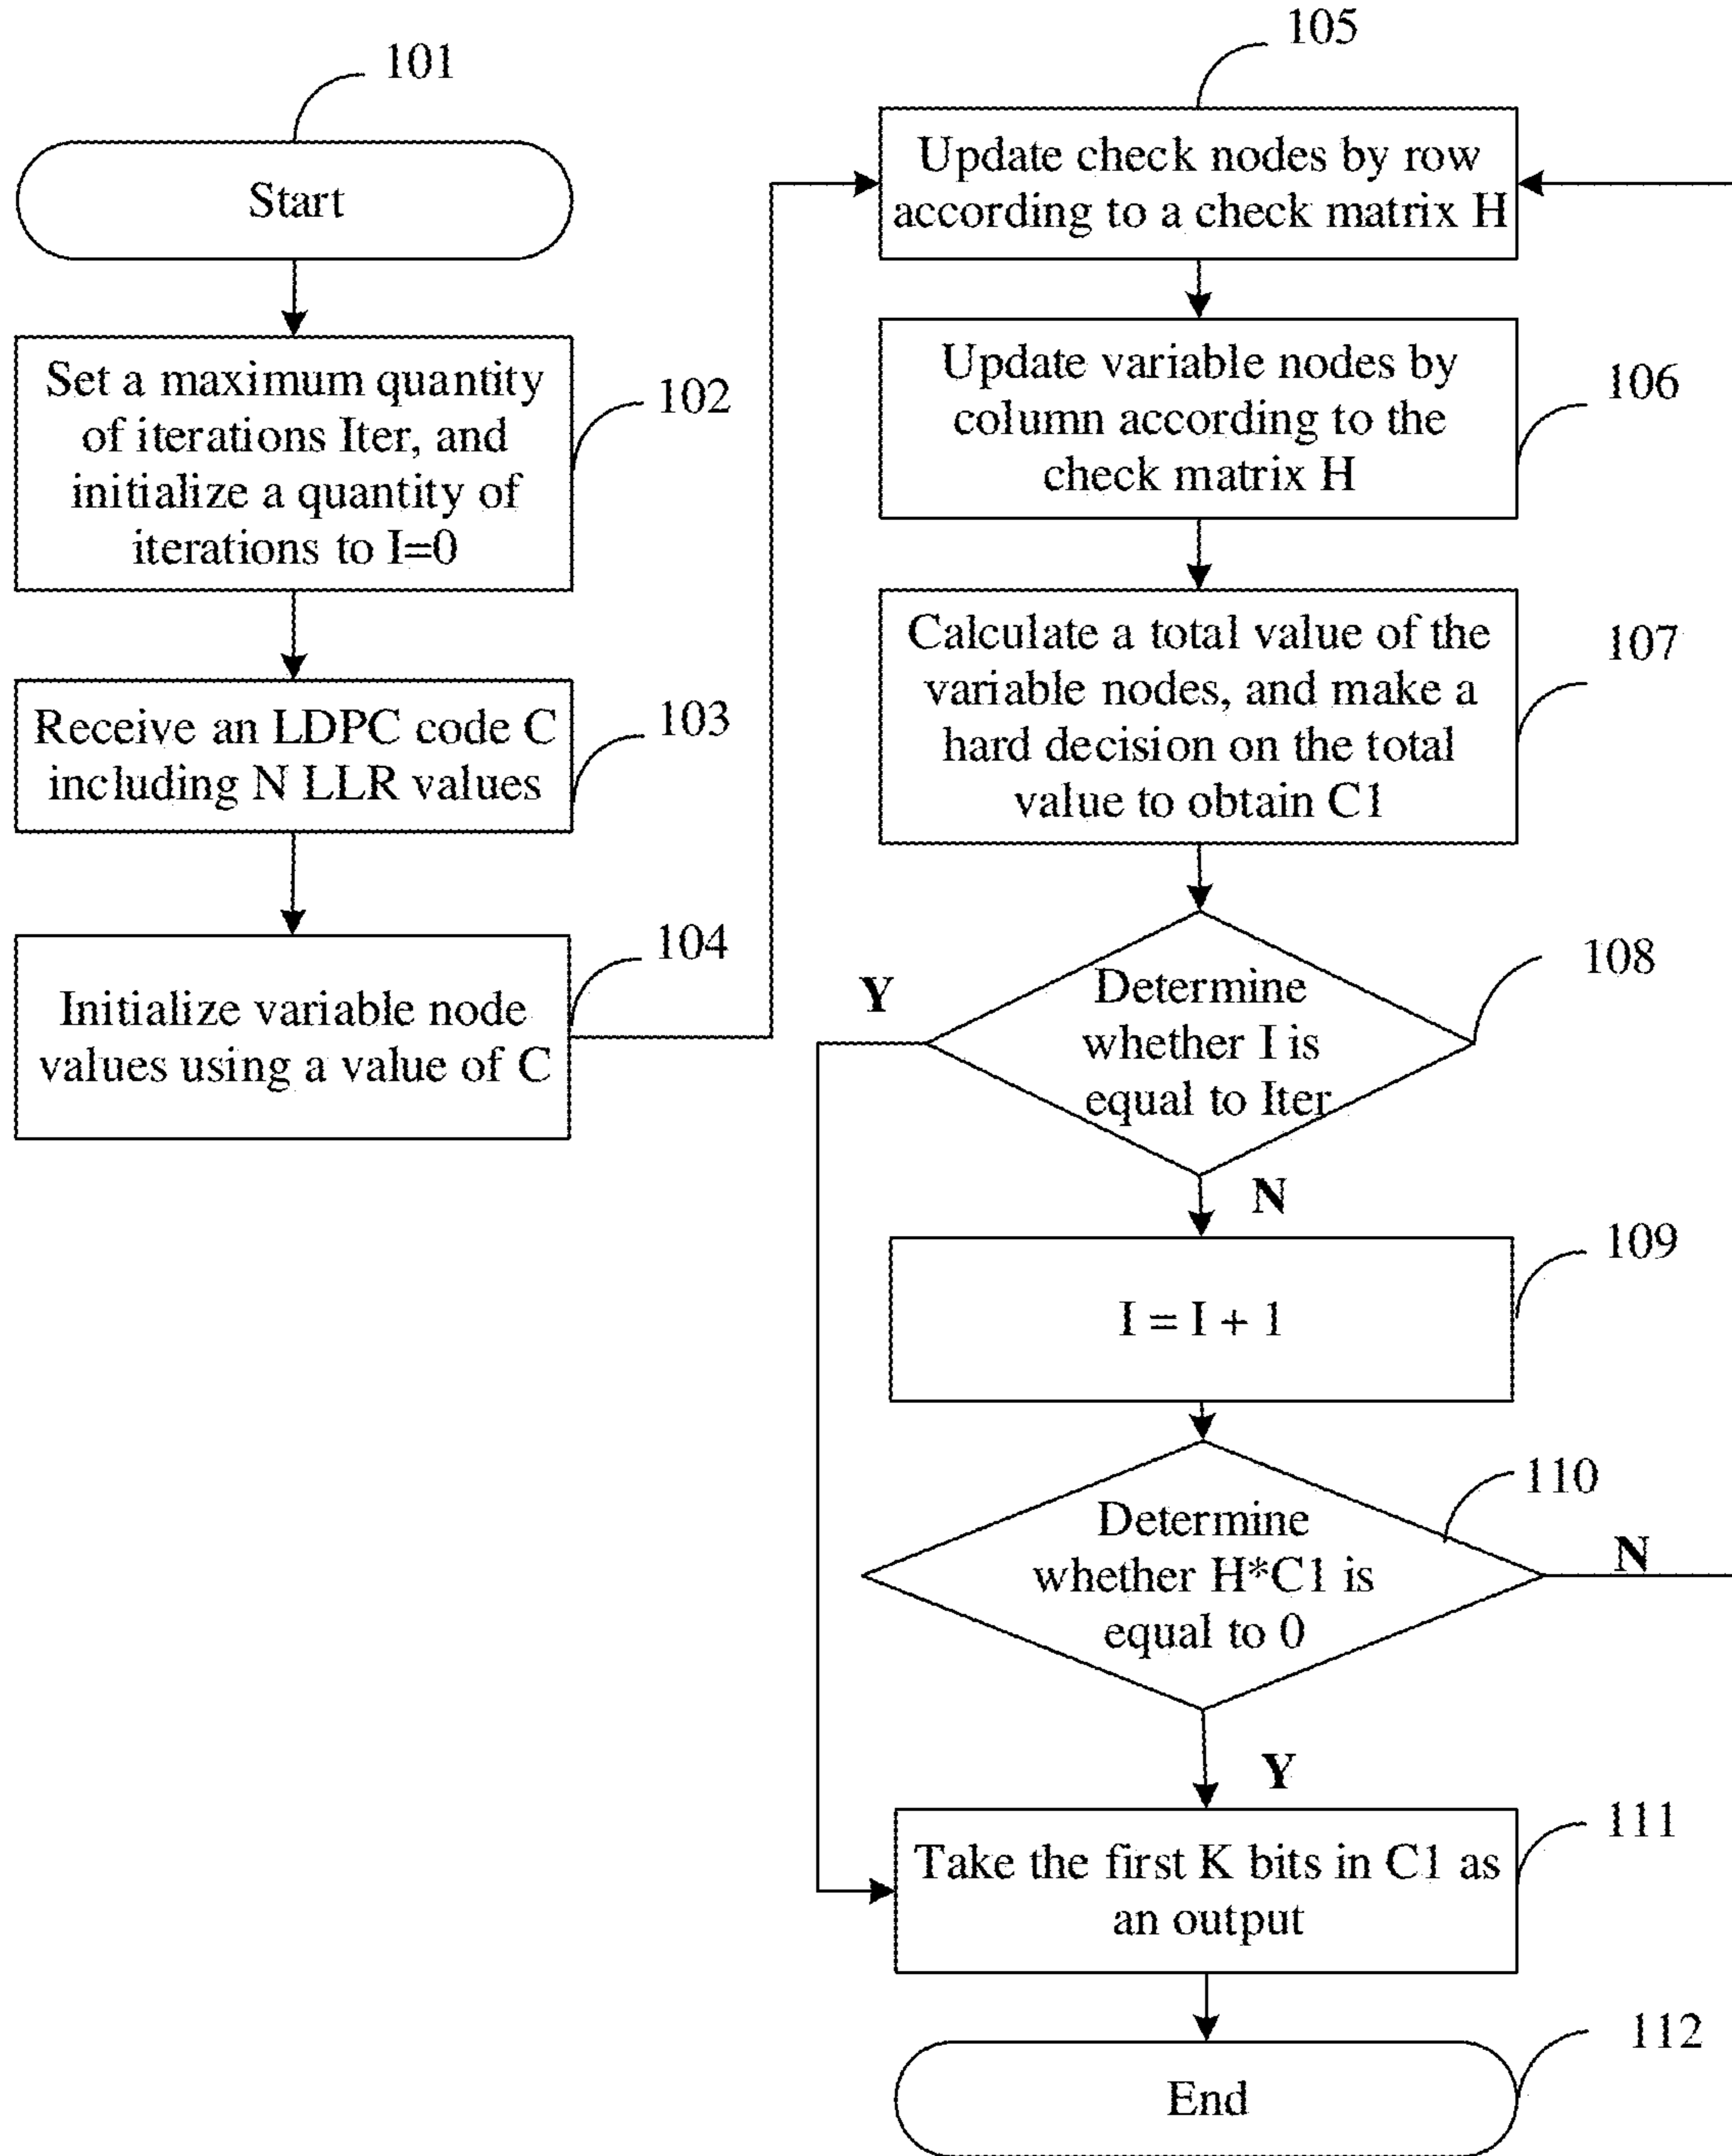 101
Start
Set a maximum quantity
of iterations Iter, and
initialize a quantity of
iterations to I=0
102
Receive an LDPC code C
including N LLR values
103
Initialize variable node
values using a value of C
104
105
Update check nodes by row
according to a check matrix H
Update variable nodes by
column according to the
check matrix H
106
Calculate a total value of the
variable nodes, and make a
hard decision on the total
value to obtain C1
107
Determine
whether I is
equal to Iter
108
Y
N
I = I + 1
109
Determine
whether H*C1 is
equal to 0
110
N
Y
Take the first K bits in C1 as
an output
111
End
112